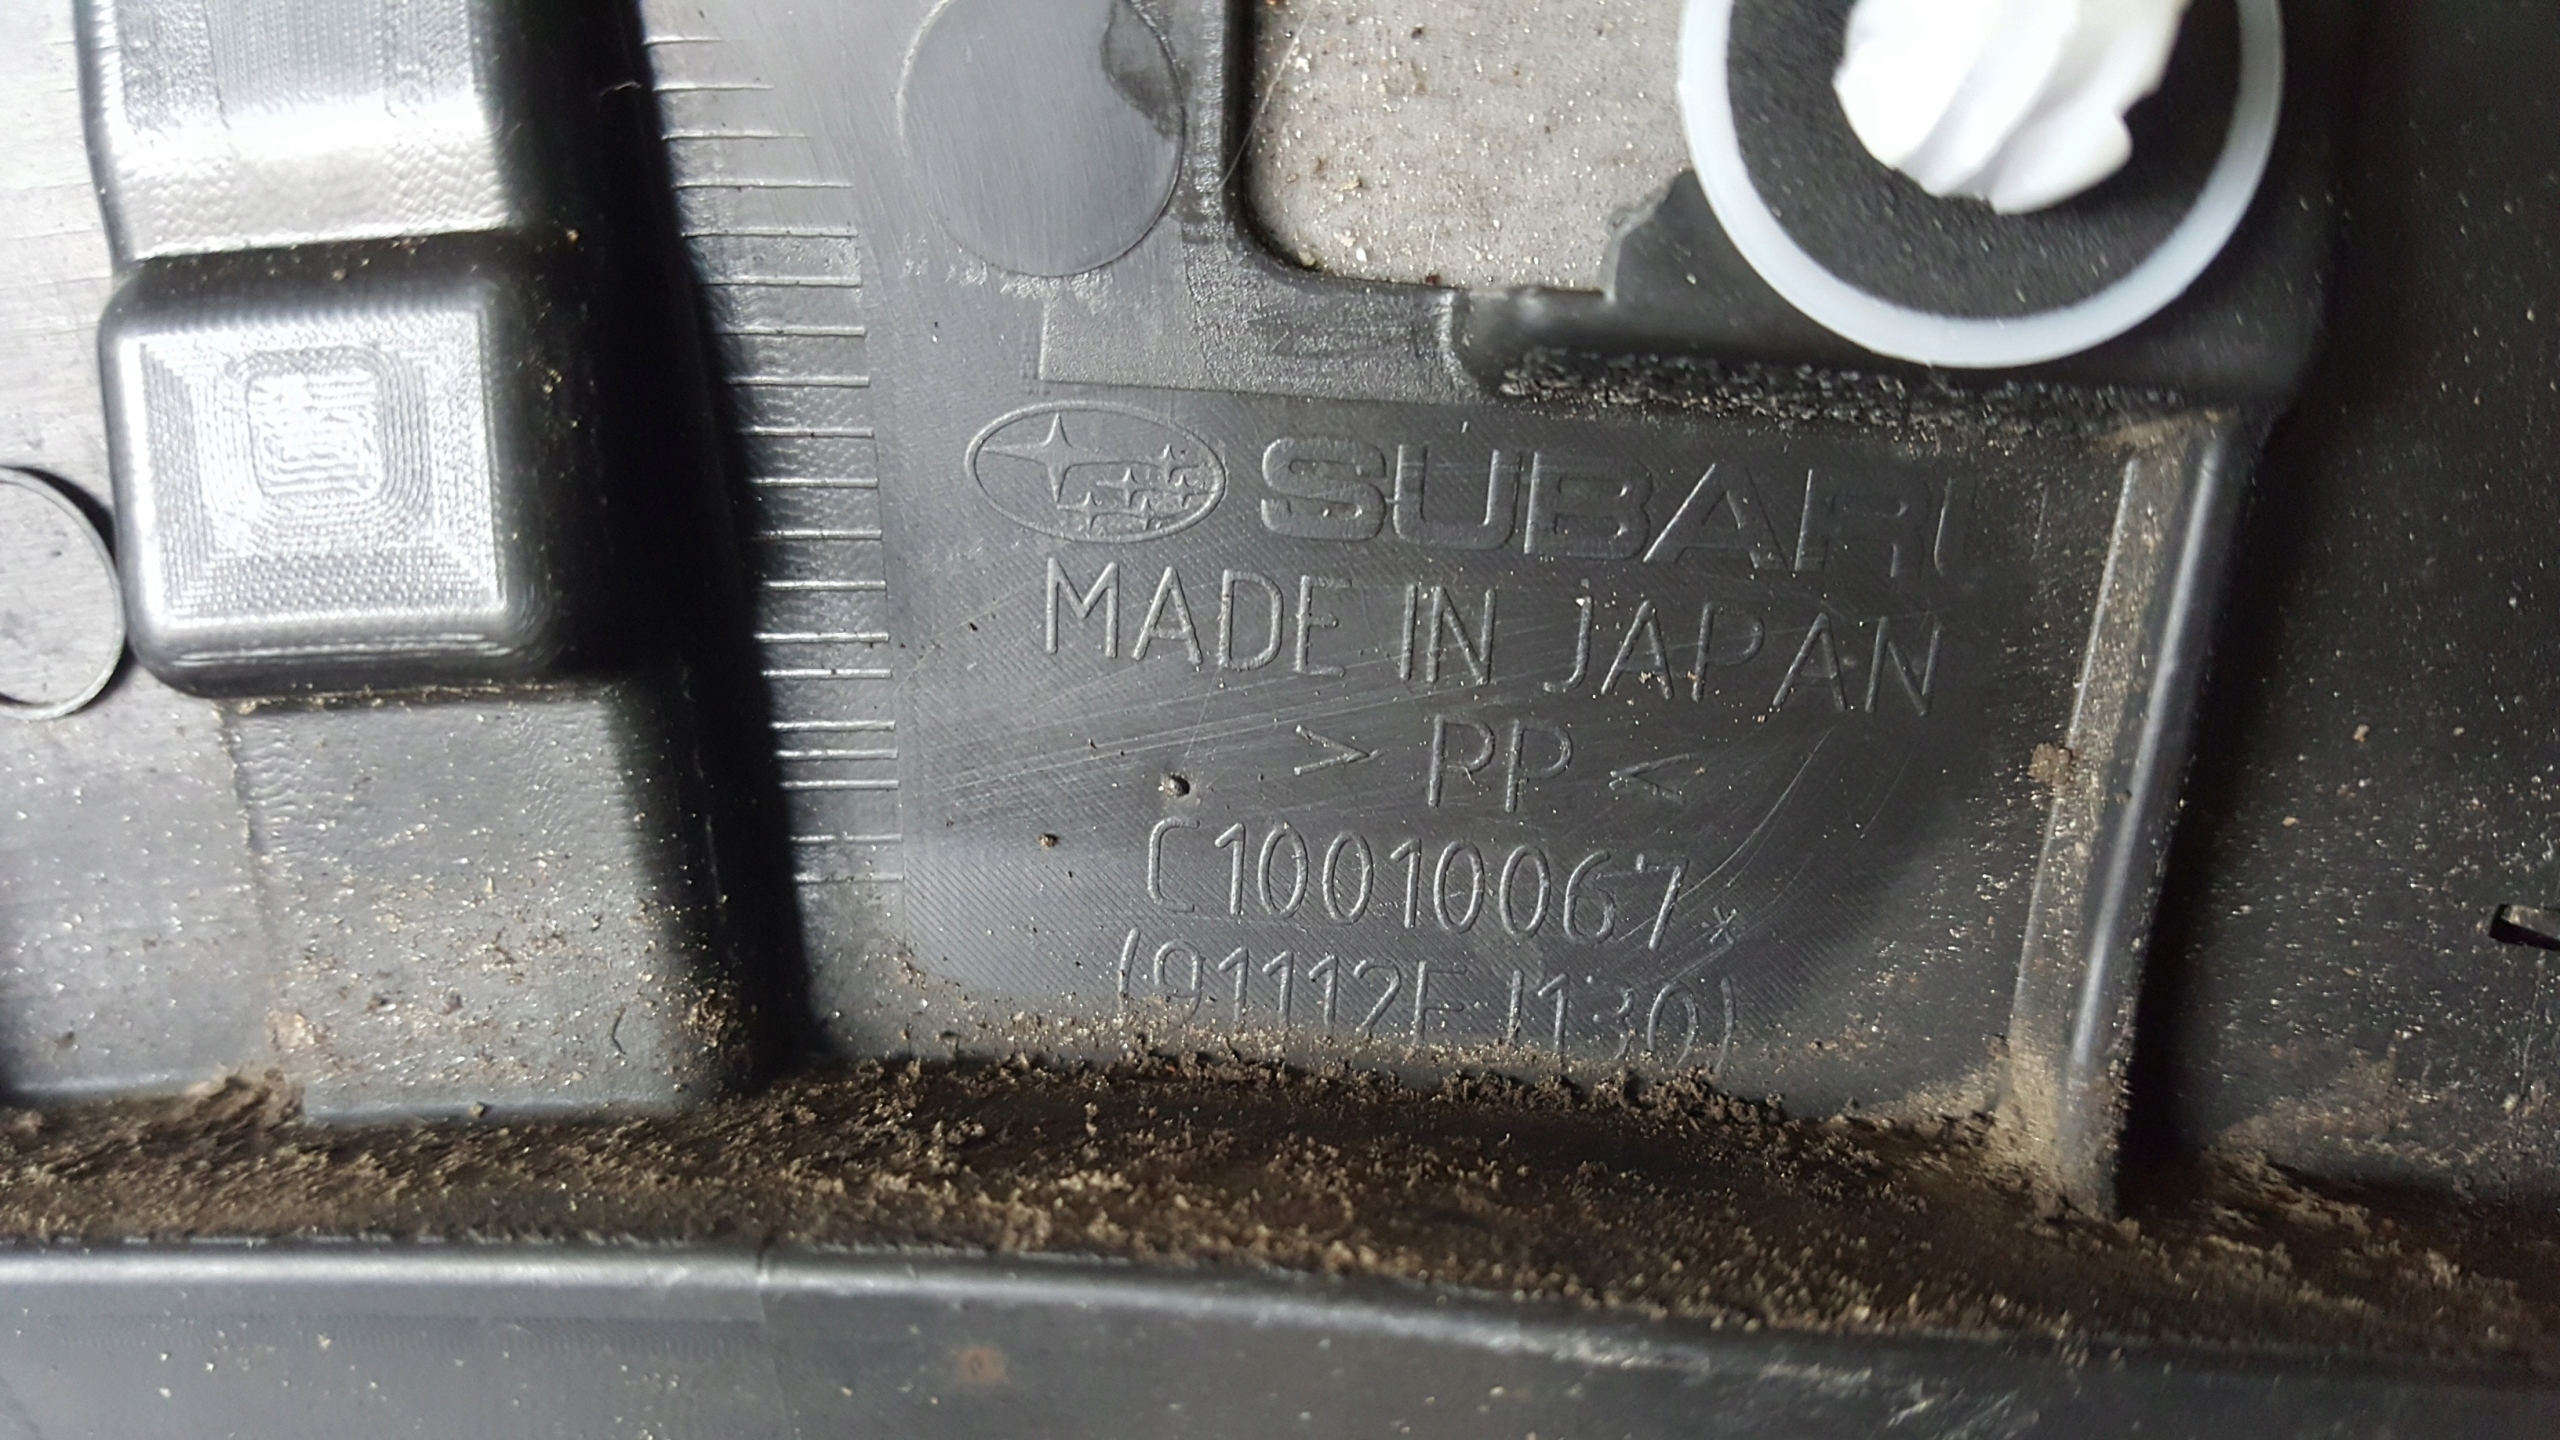 SUBARU
MADE IN JAPAN
> PP <
C10010067*
(91112FJ130)